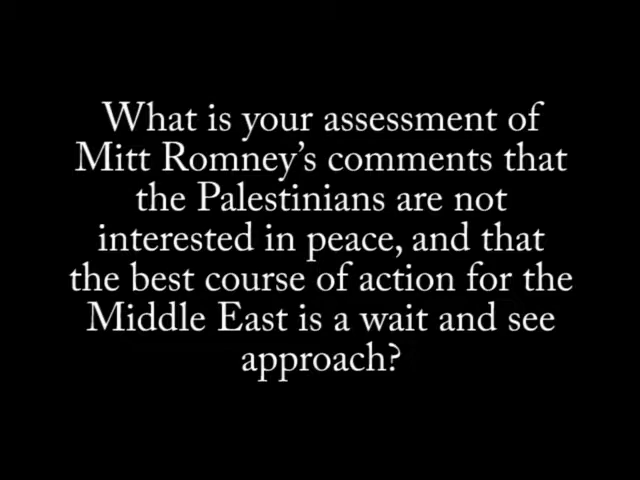 What is your assessment of
Mitt Romney’s comments that
the Palestinians are not
interested in peace, and that
the best course of action for the
Middle East is a wait and see
approach?